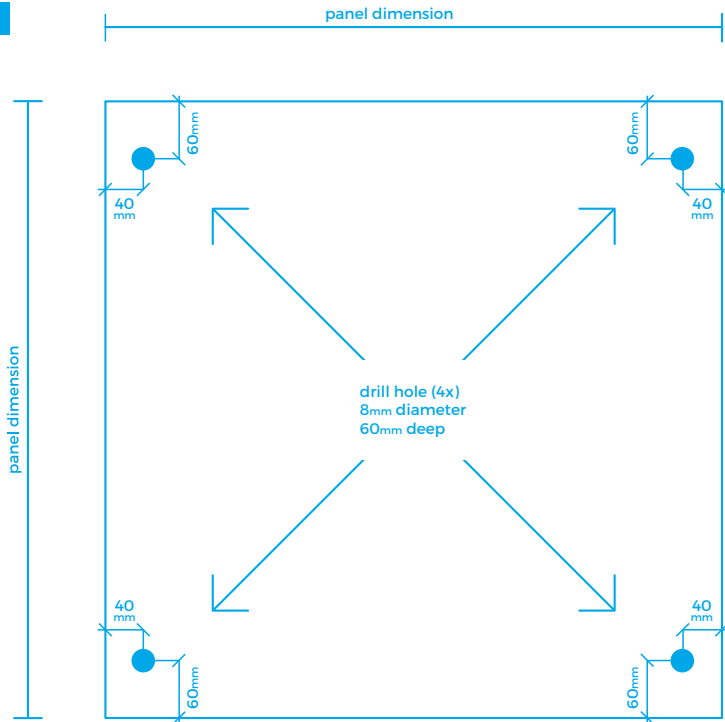 panel dimension
60mm
60mm
40
mm
40
mm
panel dimension
drill hole (4x)
8mm diameter
60mm deep
40
mm
40
mm
60mm
60mm